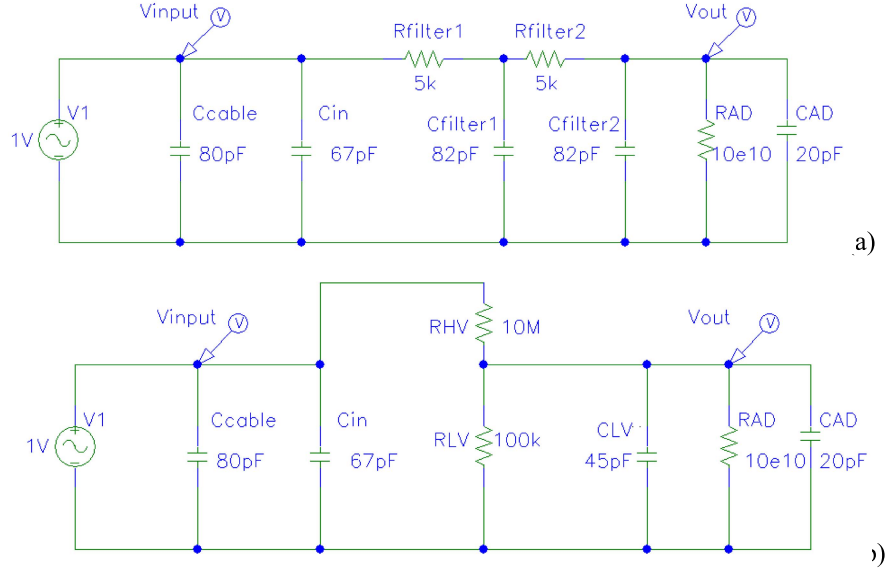 Vinput V
Rfilter1 Rfilter2 Vout V
5k 5k
V1 Ccable Cin Cfilter1 Cfilter2 RAD CAD
1V + − 80pF 67pF 82pF 82pF 10e10 20pF
a)
Vinput V RHV 10M Vout V
V1 Ccable Cin CLV RAD CAD
1V + − 80pF 67pF RLV 100k 45pF 10e10 20pF
)